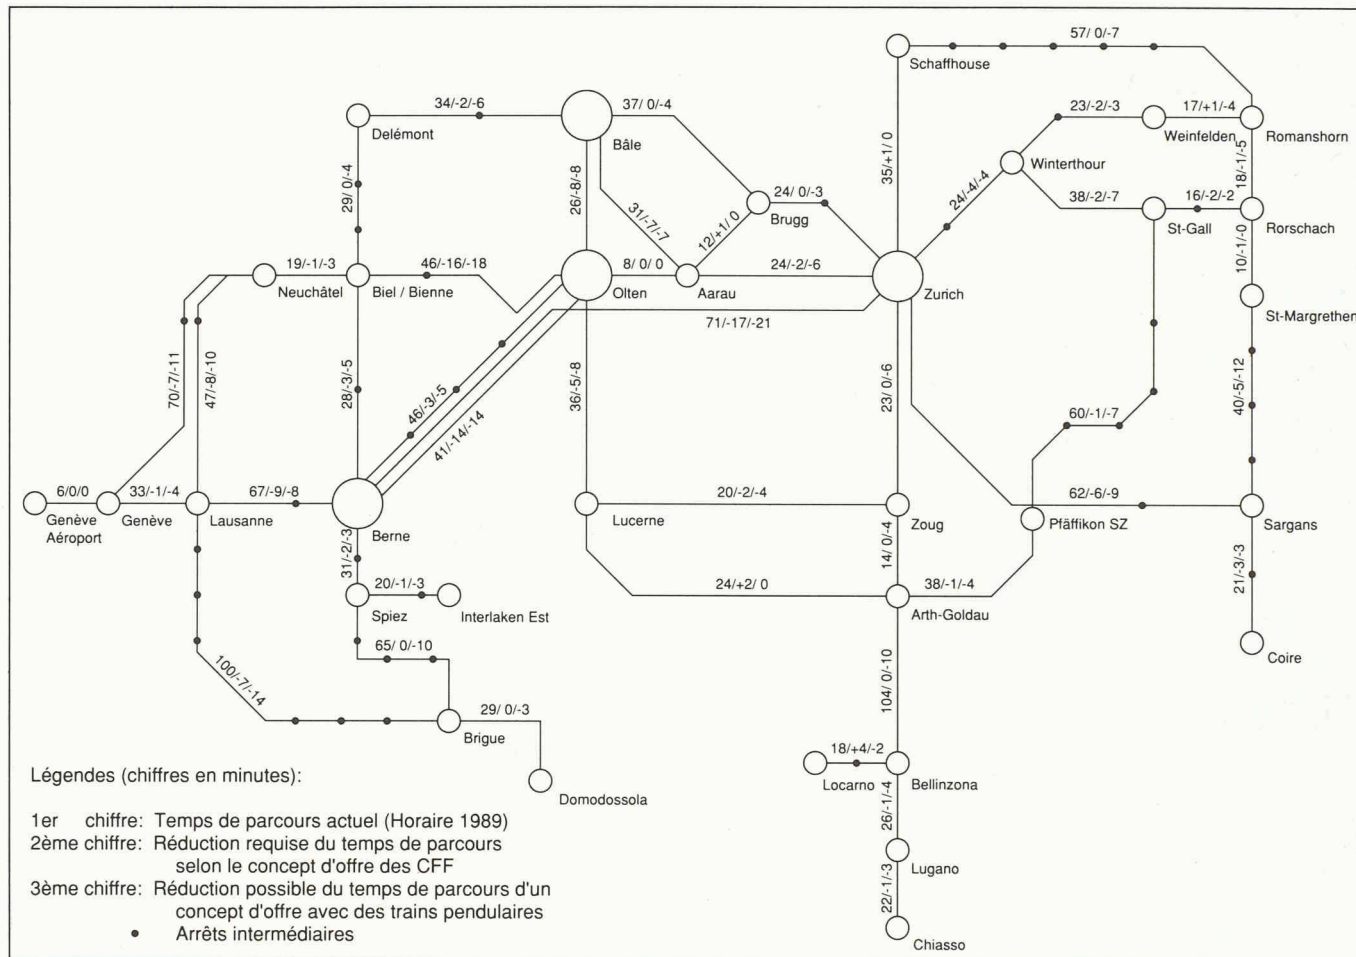 57/ 0/-7
Schaffhouse
34/-2/-6
37/ 0/-4
23/-2/-3
17/+1/-4
Delémont
Bâle
Weinfelden
Romanshorn
Winterthour
35/+1/ 0
18/-1/-5
29/ 0/-4
26/-8/-8
31/-7/-7
24/ 0/-3
24/-4/-4
38/-2/-7
16/-2/-2
Brugg
12/+1/ 0
St-Gall
Rorschach
10/-1/-0
19/-1/-3
46/-16/-18
8/ 0/ 0
24/-2/-6
Neuchâtel
Biel / Bienne
Olten
Aarau
Zurich
St-Margrethen
71/-17/-21
70/-7/-11
47/-8/-10
28/-3/-5
46/-3/-5
41/-14/-14
36/-5/-8
23/ 0/-6
60/-1/-7
40/-5/-12
6/0/0
33/-1/-4
67/-9/-8
20/-2/-4
62/-6/-9
Genève
Aéroport
Genève
Lausanne
Berne
Lucerne
Zoug
Pfäffikon SZ
Sargans
31/-2/-3
14/ 0/-4
21/-3/-3
20/-1/-3
24/+2/ 0
38/-1/-4
Spiez
Interlaken Est
Arth-Goldau
Coire
65/ 0/-10
100/-7/-14
104/ 0/-10
29/ 0/-3
Brigue
18/+4/-2
Locarno
Bellinzona
Domodossola
26/-1/-4
Lugano
22/-1/-3
Chiasso
Légendes (chiffres en minutes):
1er chiffre: Temps de parcours actuel (Horaire 1989)
2ème chiffre: Réduction requise du temps de parcours
selon le concept d'offre des CFF
3ème chiffre: Réduction possible du temps de parcours d'un
concept d'offre avec des trains pendulaires
• Arrêts intermédiaires